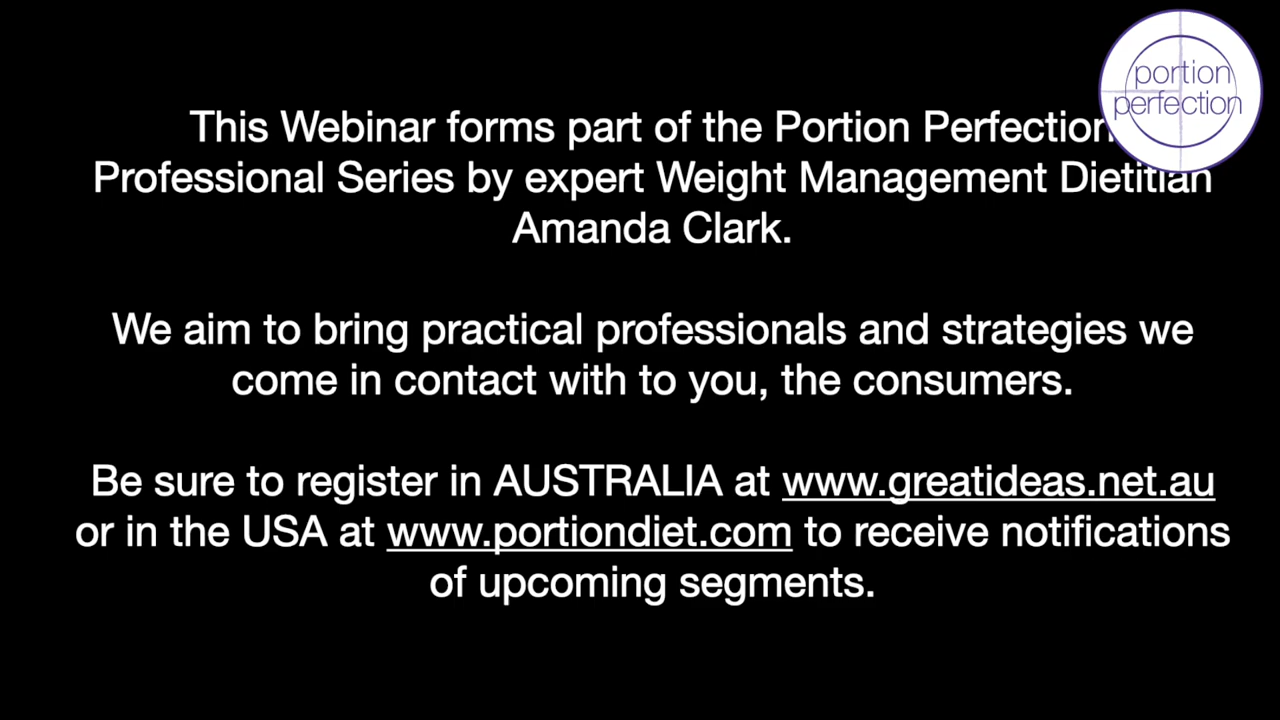 portion
perfection
This Webinar forms part of the Portion Perfection
Professional Series by expert Weight Management Dietitian
Amanda Clark.
We aim to bring practical professionals and strategies we
come in contact with to you, the consumers.
Be sure to register in AUSTRALIA at www.greatideas.net.au
or in the USA at www.portiondiet.com to receive notifications
of upcoming segments.